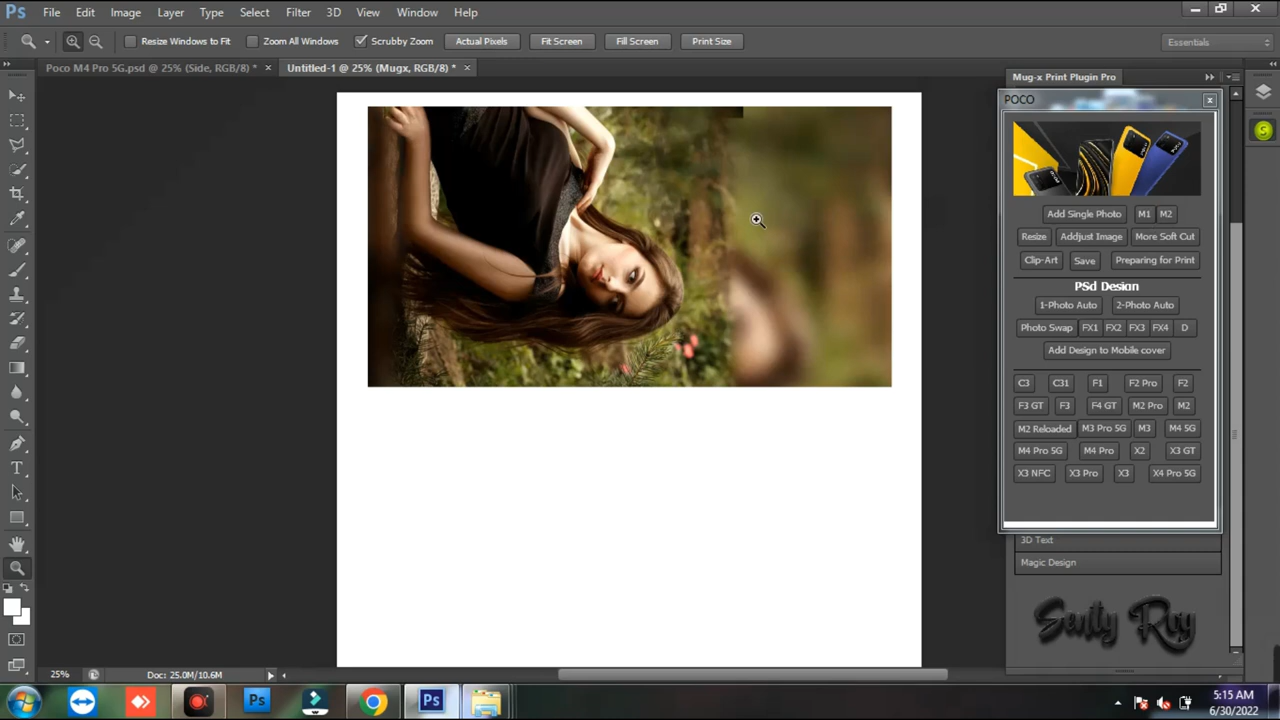 Ps File Edit Image Layer Type Select Filter 3D View Window Help
Resize Windows to Fit Zoom All Windows Scrubby Zoom Actual Pixels Fit Screen Fill Screen Print Size Essentials
Poco M4 Pro 5G.psd @ 25% (Side, RGB/8) * × Untitled-1 @ 25% (Mugx, RGB/8) * ×
Mug-x Print Plugin Pro
POCO x
Add Single Photo M1 M2
Resize Addjust Image More Soft Cut
Clip-Art Save Preparing for Print
PSd Design
1-Photo Auto 2-Photo Auto
Photo Swap FX1 FX2 FX3 FX4 D
Add Design to Mobile cover
C3 C31 F1 F2 Pro F2
F3 GT F3 F4 GT M2 Pro M2
M2 Reloaded M3 Pro 5G M3 M4 5G
M4 Pro 5G M4 Pro X2 X3 GT
X3 NFC X3 Pro X3 X4 Pro 5G
3D Text
Magic Design
Senty Roy
25% Doc: 25.0M/10.6M
Ps Ps
5:15 AM
6/30/2022